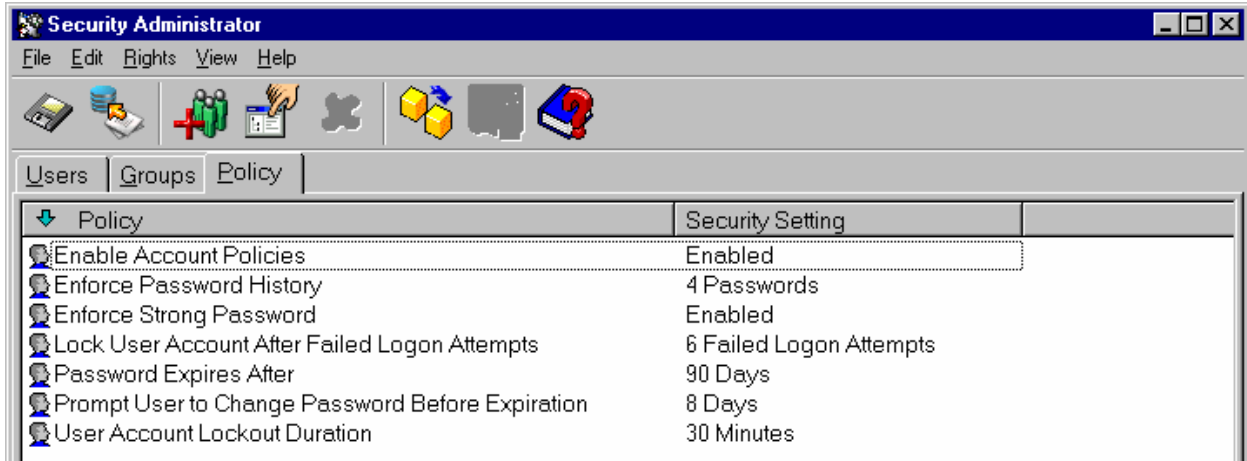 Security Administrator
File Edit Rights View Help
Users Groups Policy
Policy Security Setting
Enable Account Policies Enabled
Enforce Password History 4 Passwords
Enforce Strong Password Enabled
Lock User Account After Failed Logon Attempts 6 Failed Logon Attempts
Password Expires After 90 Days
Prompt User to Change Password Before Expiration 8 Days
User Account Lockout Duration 30 Minutes